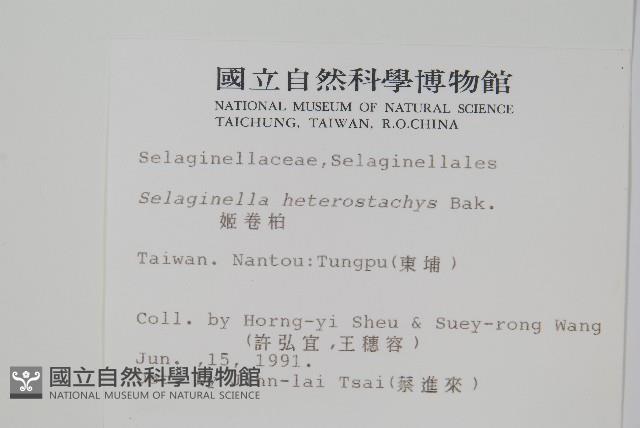 國立自然科學博物館
NATIONAL MUSEUM OF NATURAL SCIENCE
TAICHUNG, TAIWAN, R.O.CHINA
Selaginellaceae,Selaginellales
Selaginella heterostachys Bak.
姬卷柏
Taiwan. Nantou:Tungpu(東埔)
Coll. by Horng-yi Sheu & Suey-rong Wang
(許弘宜,王穗容)
Jun. ,15, 1991.
Tsai(蔡進來)
國立自然科學博物館
NATIONAL MUSEUM OF NATURAL SCIENCE